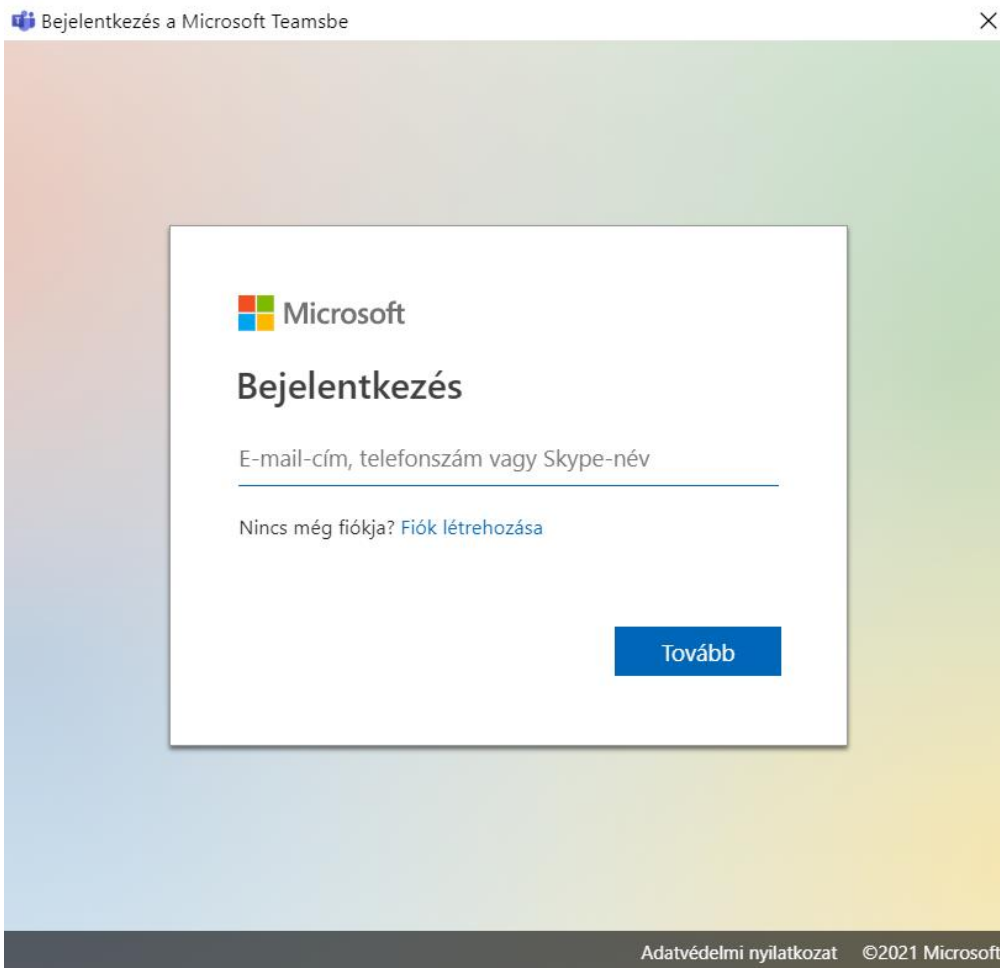 Bejelentkezés a Microsoft Teamsbe
Microsoft
Bejelentkezés
E-mail-cím, telefonszám vagy Skype-név
Nincs még fiókja? Fiók létrehozása
Tovább
Adatvédelmi nyilatkozat ©2021 Microsoft